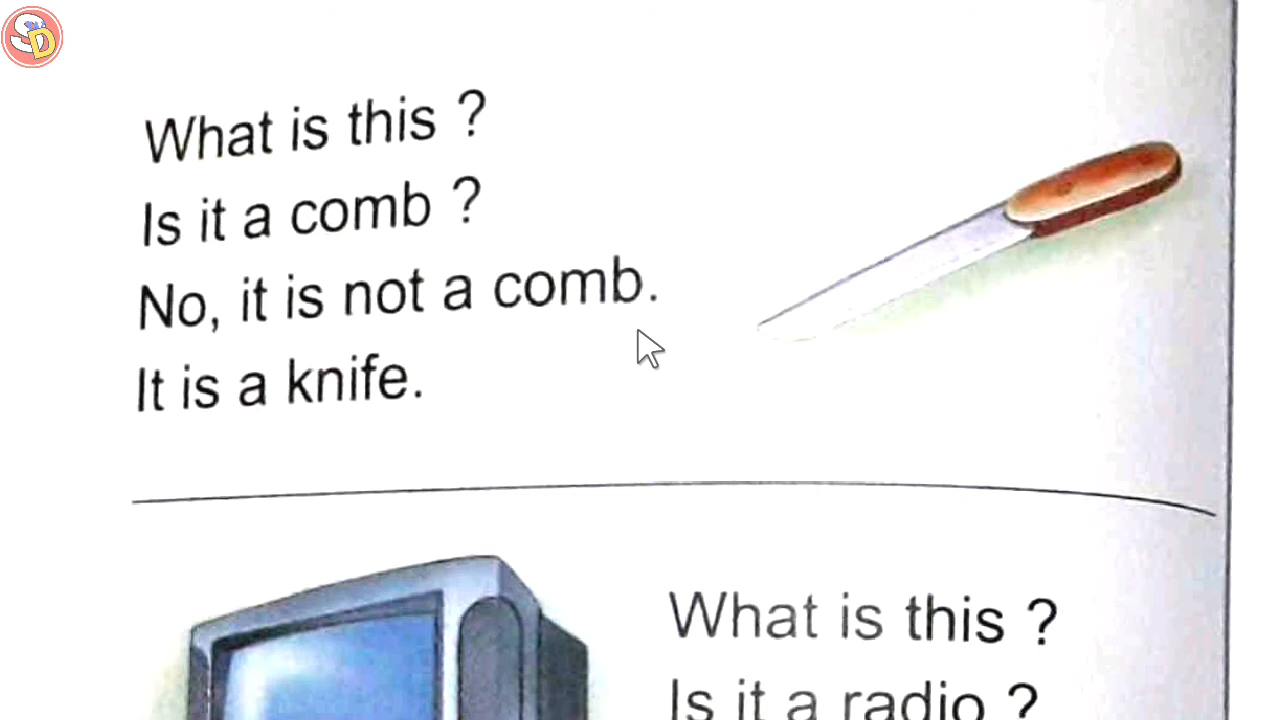 What is this ?
Is it a comb ?
No, it is not a comb.
It is a knife.
What is this ?
Is it a radio ?